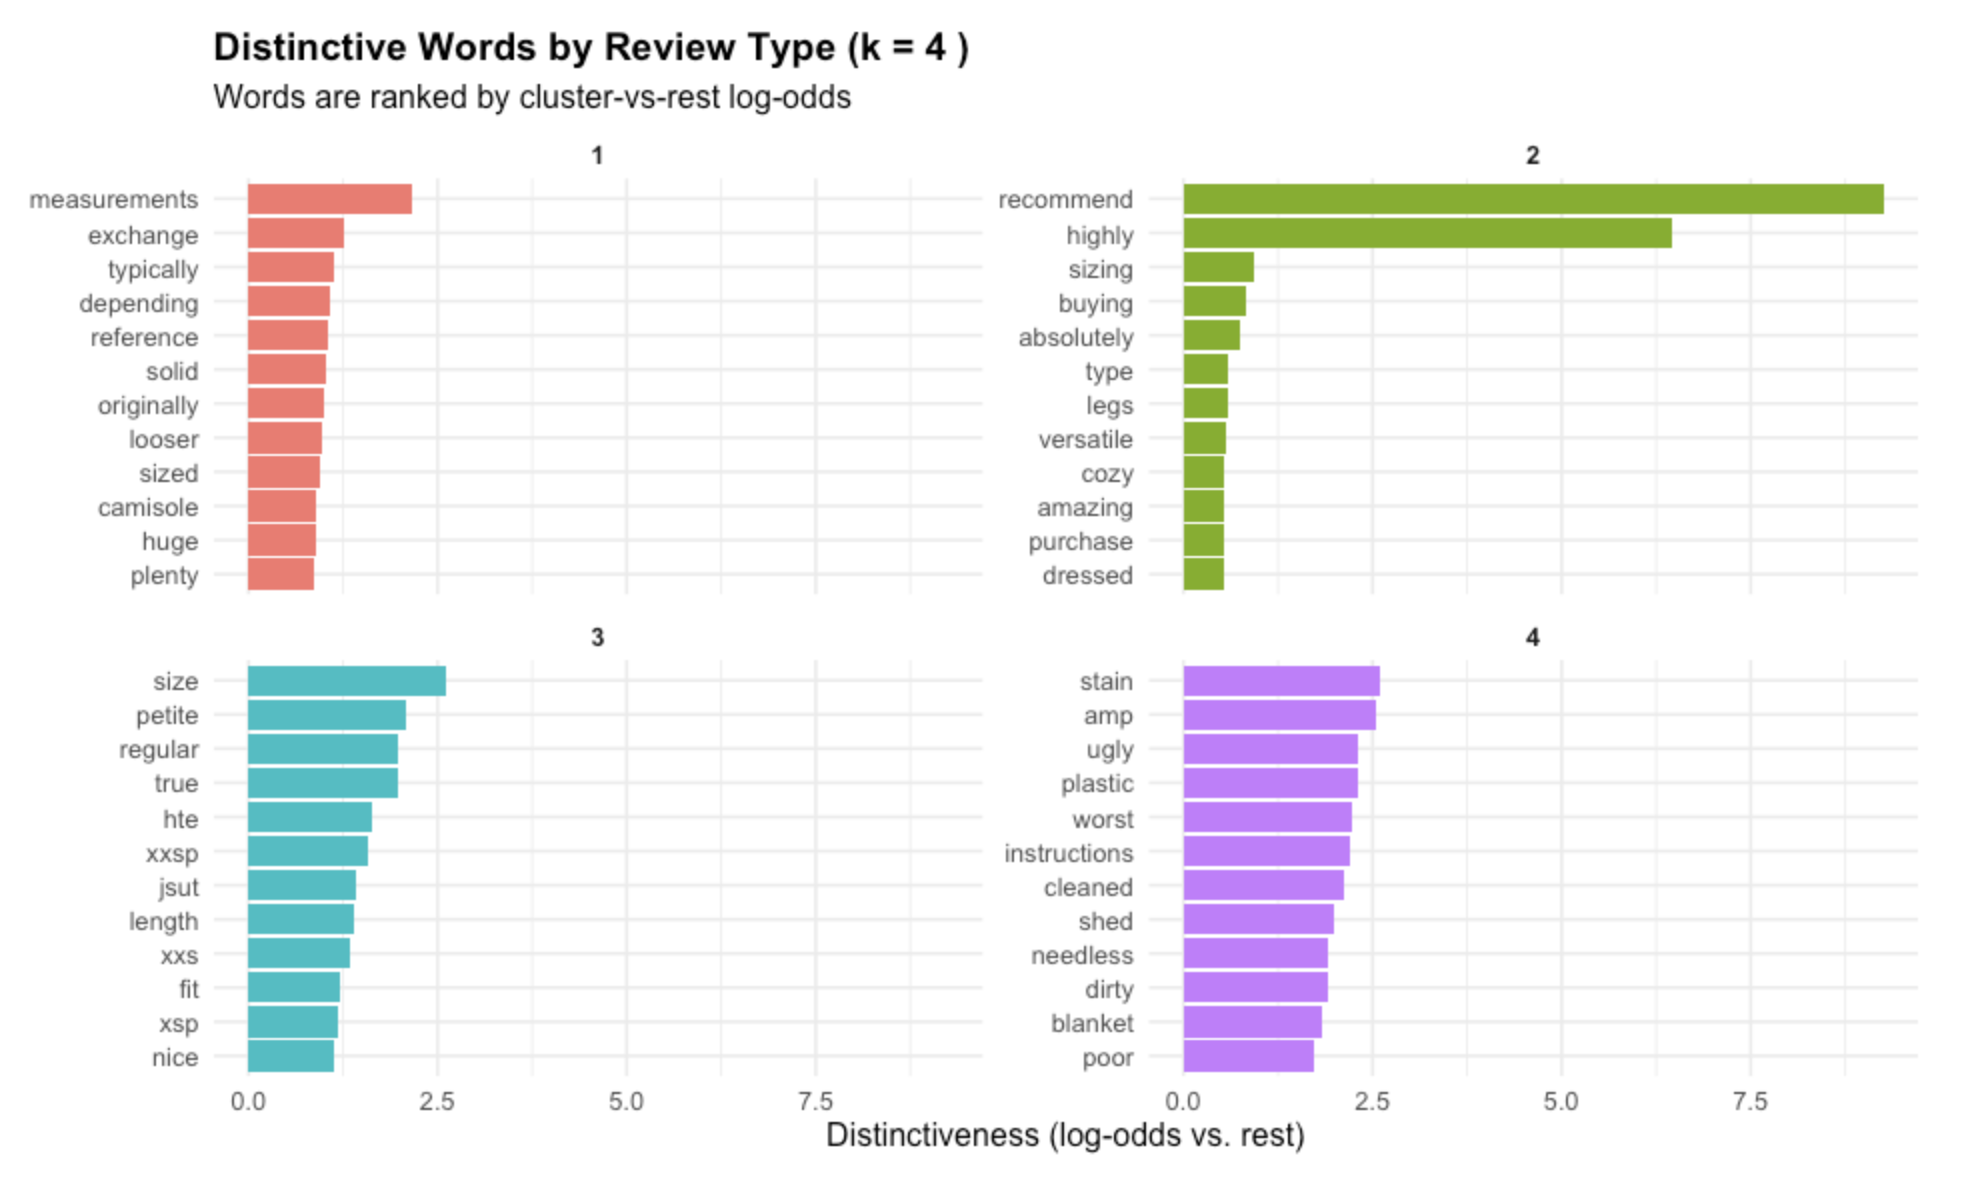 Distinctive Words by Review Type (k = 4 )
Words are ranked by cluster-vs-rest log-odds
1
measurements
exchange
typically
depending
reference
solid
originally
looser
sized
camisole
huge
plenty
2
recommend
highly
sizing
buying
absolutely
type
legs
versatile
cozy
amazing
purchase
dressed
3
size
petite
regular
true
hte
xxsp
jsut
length
xxs
fit
xsp
nice
0.0 2.5 5.0 7.5
4
stain
amp
ugly
plastic
worst
instructions
cleaned
shed
needless
dirty
blanket
poor
0.0 2.5 5.0 7.5
Distinctiveness (log-odds vs. rest)